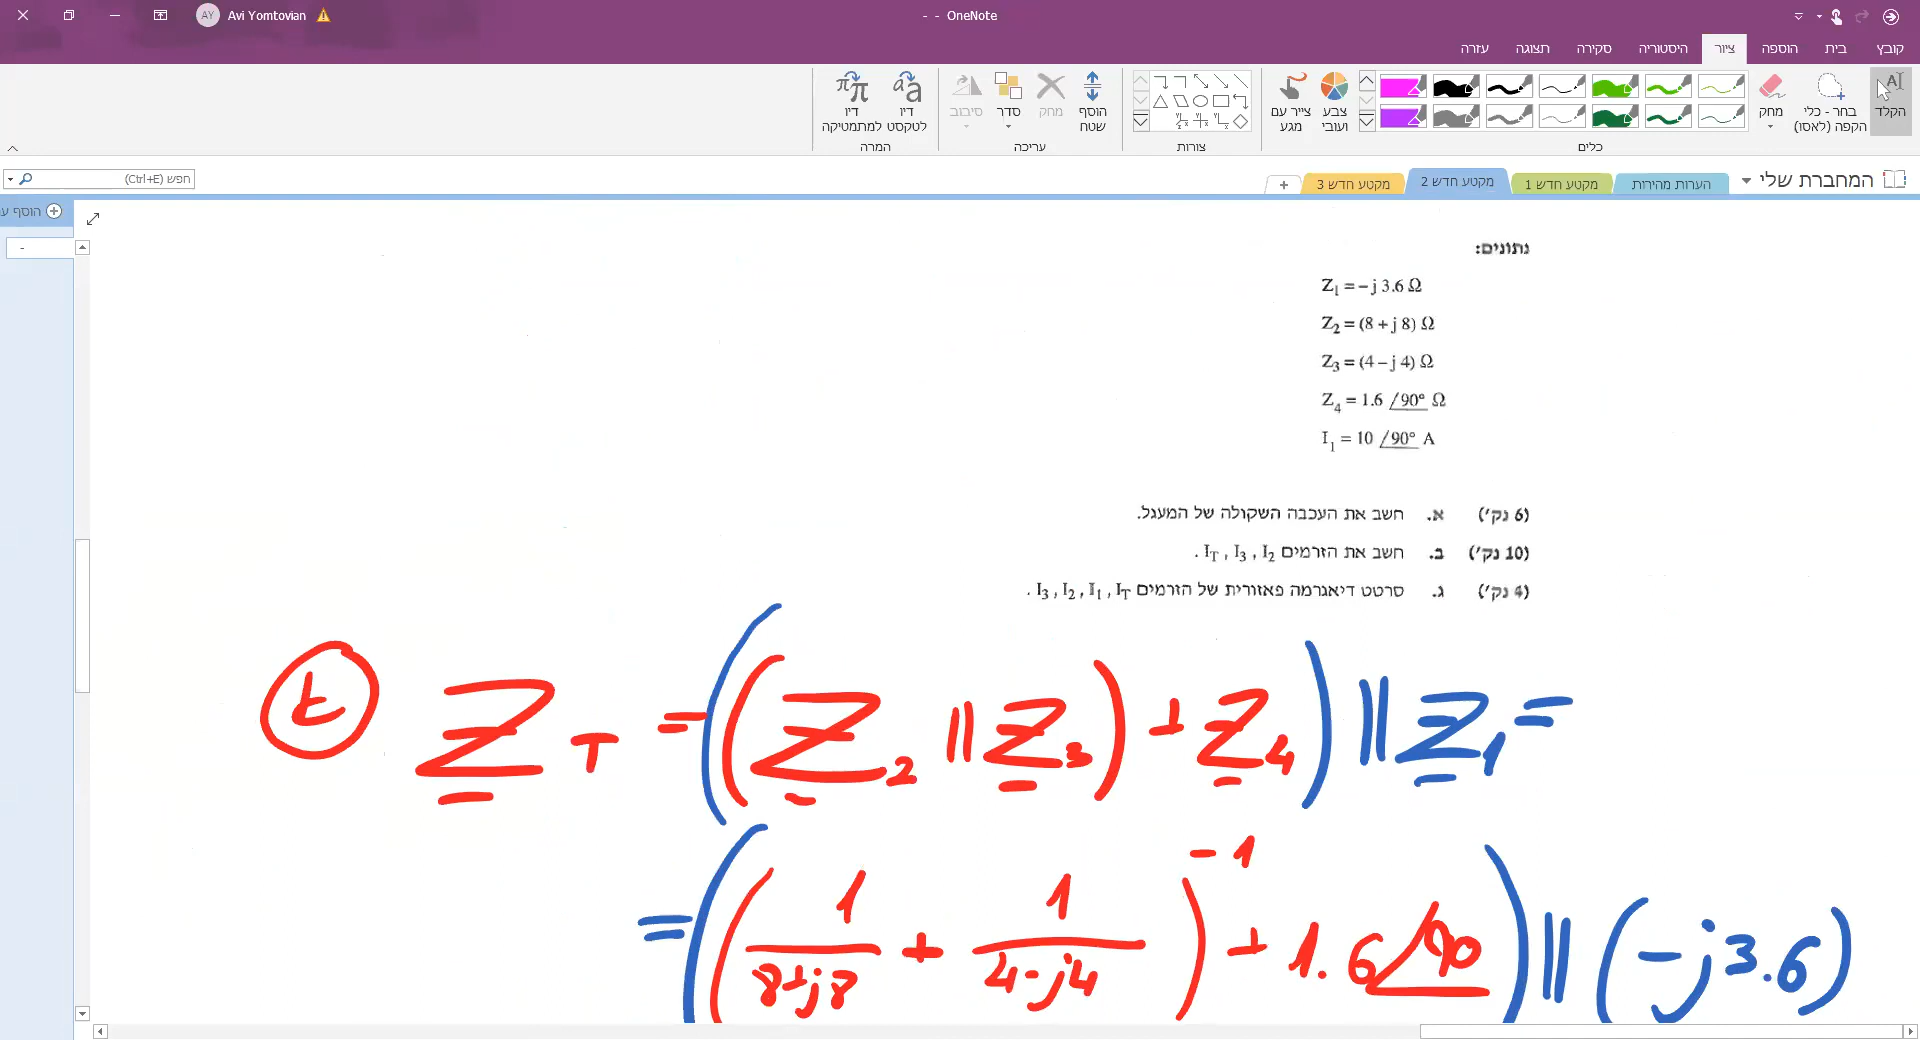 AY Avi Yomtovian
- - OneNote
קובץ בית הוספה ציור היסטוריה סקירה תצוגה עזרה
הקלד
בחר - כלי הקפה (לאסו)
מחק
כלים
צבע ועובי
צייר עם מגע
צורות
הוסף שטח
מחק
סדר
סיבוב
עריכה
דיו לטקסט
דיו למתמטיקה
המרה
המחברת שלי
הערות מהירות
מקטע חדש 1
מקטע חדש 2
מקטע חדש 3
חפש (Ctrl+E)
נתונים:
Z1 = – j 3.6 Ω
Z2 = (8 + j 8) Ω
Z3 = (4 – j 4) Ω
Z4 = 1.6 /90° Ω
I1 = 10 /90° A
(6 נק') א. חשב את העכבה השקולה של המעגל.
(10 נק') ב. חשב את הזרמים I2 , I3 , IT .
(4 נק') ג. סרטט דיאגרמה פאזורית של הזרמים IT , I1 , I2 , I3 .
ZT = ((Z2 || Z3) + Z4) || Z1 =
= ((1/(8+j8) + 1/(4-j4))^-1 + 1.6/90) || (-j3.6)